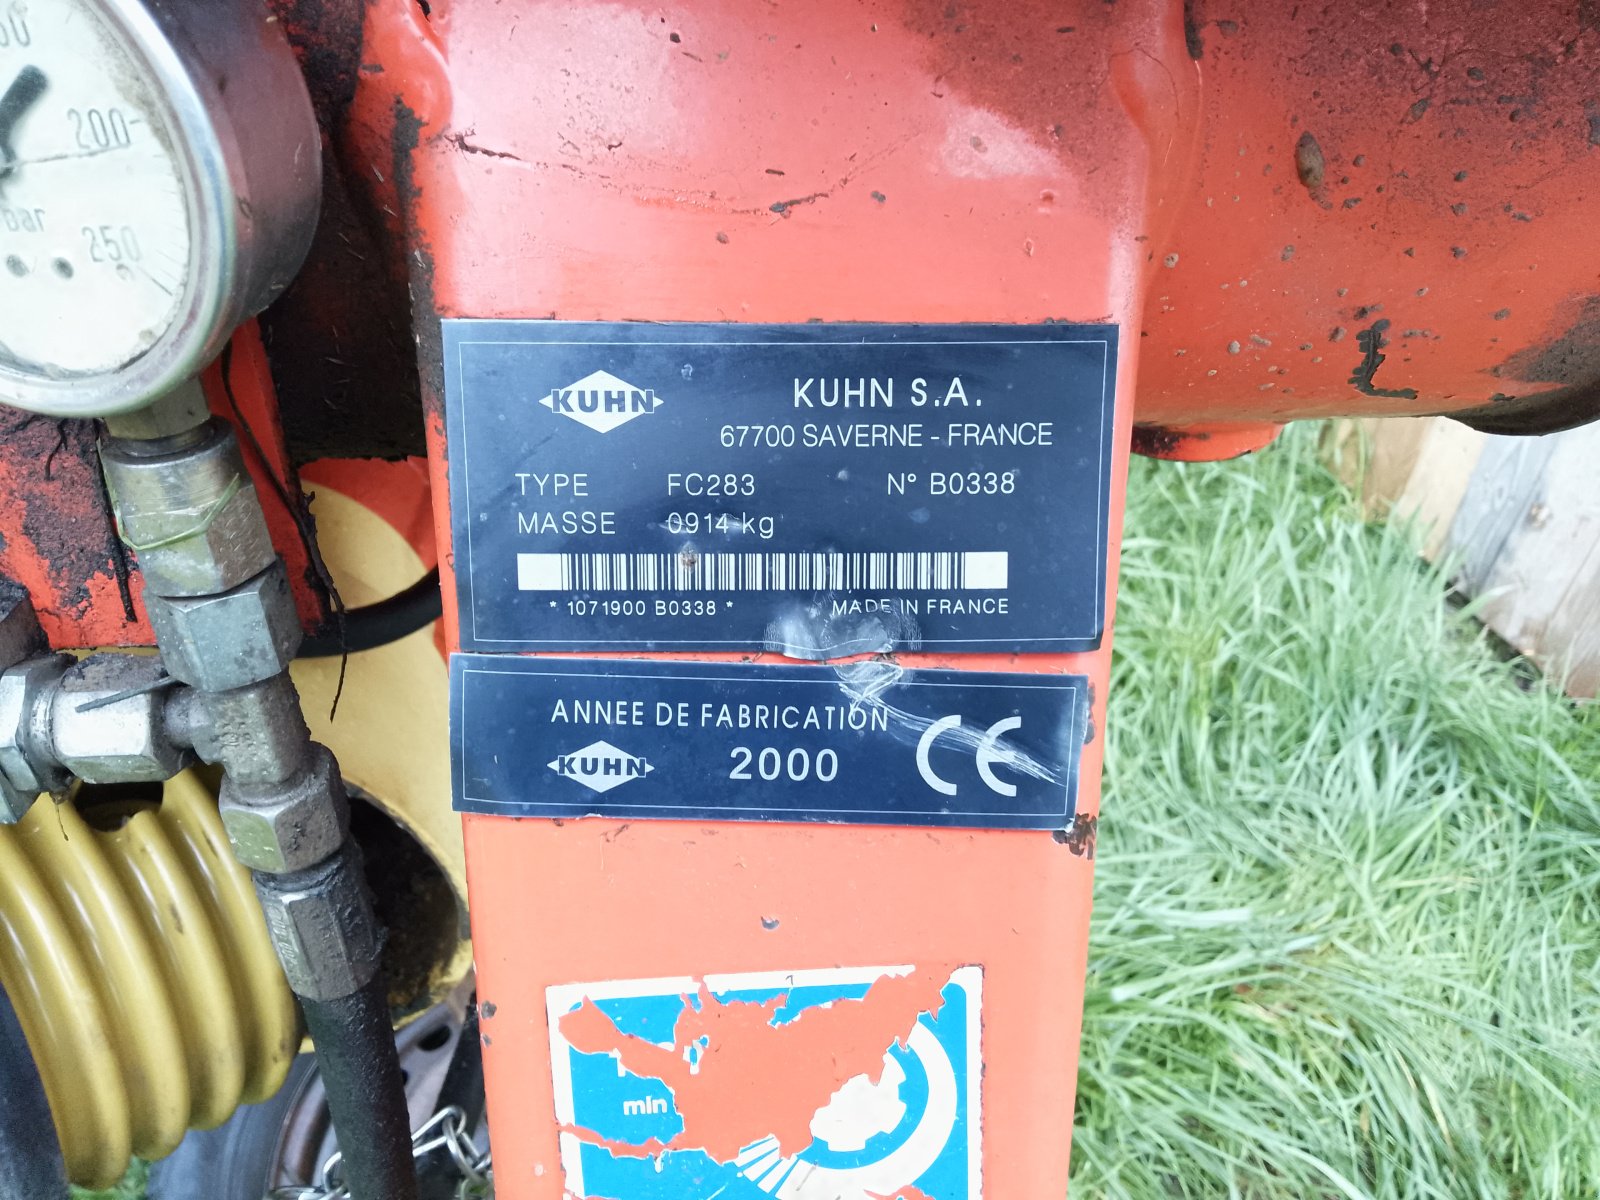 200
bar
250
KUHN
KUHN S.A.
67700 SAVERNE - FRANCE
TYPE FC283 N° B0338
MASSE 0914 kg
* 1071900 B0338 * MADE IN FRANCE
ANNEE DE FABRICATION
KUHN 2000 CE
min